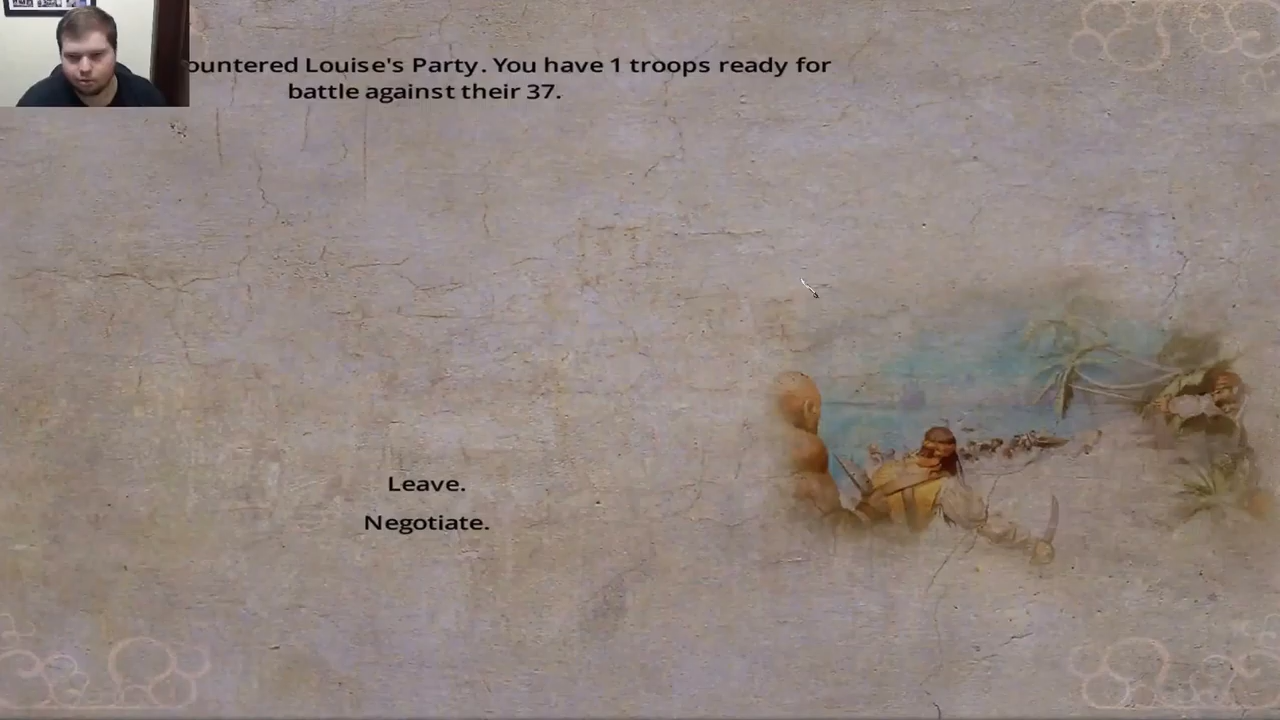 ountered Louise's Party. You have 1 troops ready for
battle against their 37.
Leave.
Negotiate.